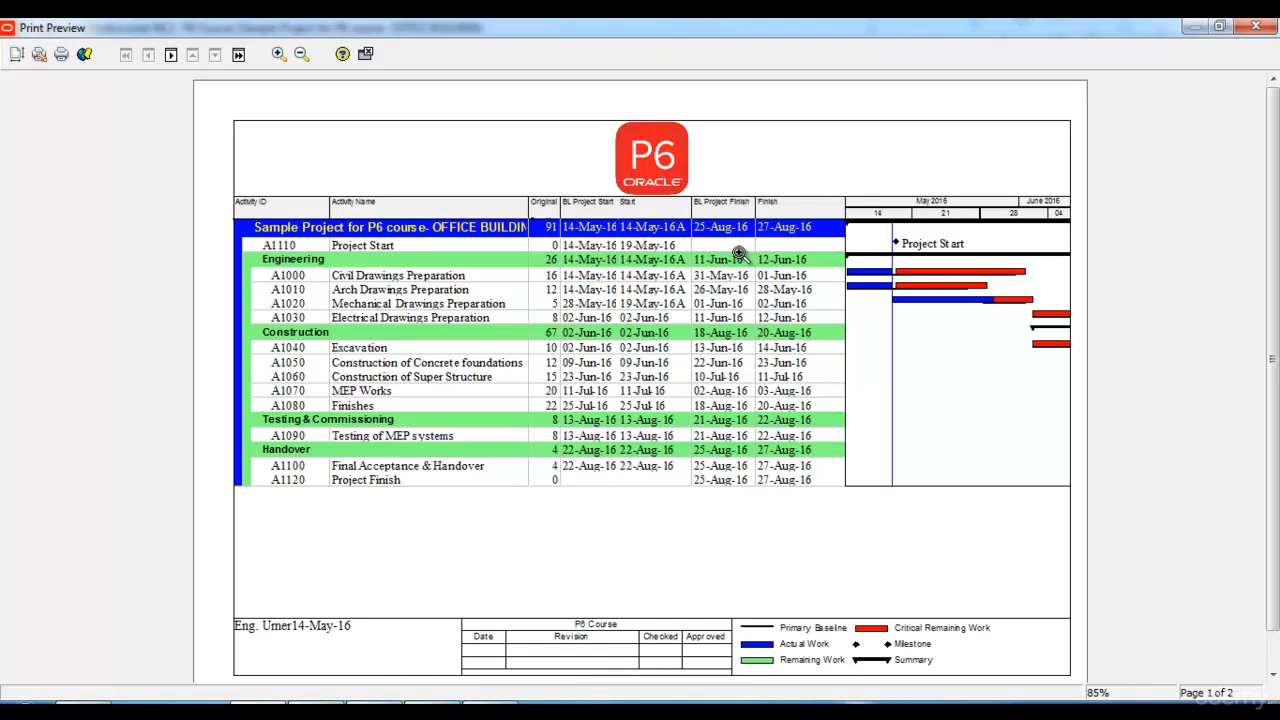 Print Preview
P6
ORACLE
Activity ID Activity Name Original BL Project Start Start BL Project Finish Finish May 2016 June 2016
14 21 28 04
Sample Project for P6 course- OFFICE BUILDIN 91 14-May-16 14-May-16 A 25-Aug-16 27-Aug-16
A1110 Project Start 0 14-May-16 19-May-16 Project Start
Engineering 26 14-May-16 14-May-16 A 11-Jun-16 12-Jun-16
A1000 Civil Drawings Preparation 16 14-May-16 14-May-16 A 31-May-16 01-Jun-16
A1010 Arch Drawings Preparation 12 14-May-16 14-May-16 A 26-May-16 28-May-16
A1020 Mechanical Drawings Preparation 5 28-May-16 19-May-16 A 01-Jun-16 02-Jun-16
A1030 Electrical Drawings Preparation 8 02-Jun-16 02-Jun-16 11-Jun-16 12-Jun-16
Construction 67 02-Jun-16 02-Jun-16 18-Aug-16 20-Aug-16
A1040 Excavation 10 02-Jun-16 02-Jun-16 13-Jun-16 14-Jun-16
A1050 Construction of Concrete foundations 12 09-Jun-16 09-Jun-16 22-Jun-16 23-Jun-16
A1060 Construction of Super Structure 15 23-Jun-16 23-Jun-16 10-Jul-16 11-Jul-16
A1070 MEP Works 20 11-Jul-16 11-Jul-16 02-Aug-16 03-Aug-16
A1080 Finishes 22 25-Jul-16 25-Jul-16 18-Aug-16 20-Aug-16
Testing & Commissioning 8 13-Aug-16 13-Aug-16 21-Aug-16 22-Aug-16
A1090 Testing of MEP systems 8 13-Aug-16 13-Aug-16 21-Aug-16 22-Aug-16
Handover 4 22-Aug-16 22-Aug-16 25-Aug-16 27-Aug-16
A1100 Final Acceptance & Handover 4 22-Aug-16 22-Aug-16 25-Aug-16 27-Aug-16
A1120 Project Finish 0 25-Aug-16 27-Aug-16
Eng. Umer14-May-16
P6 Course
Date Revision Checked Approved
Primary Baseline Critical Remaining Work
Actual Work Milestone
Remaining Work Summary
85% Page 1 of 2